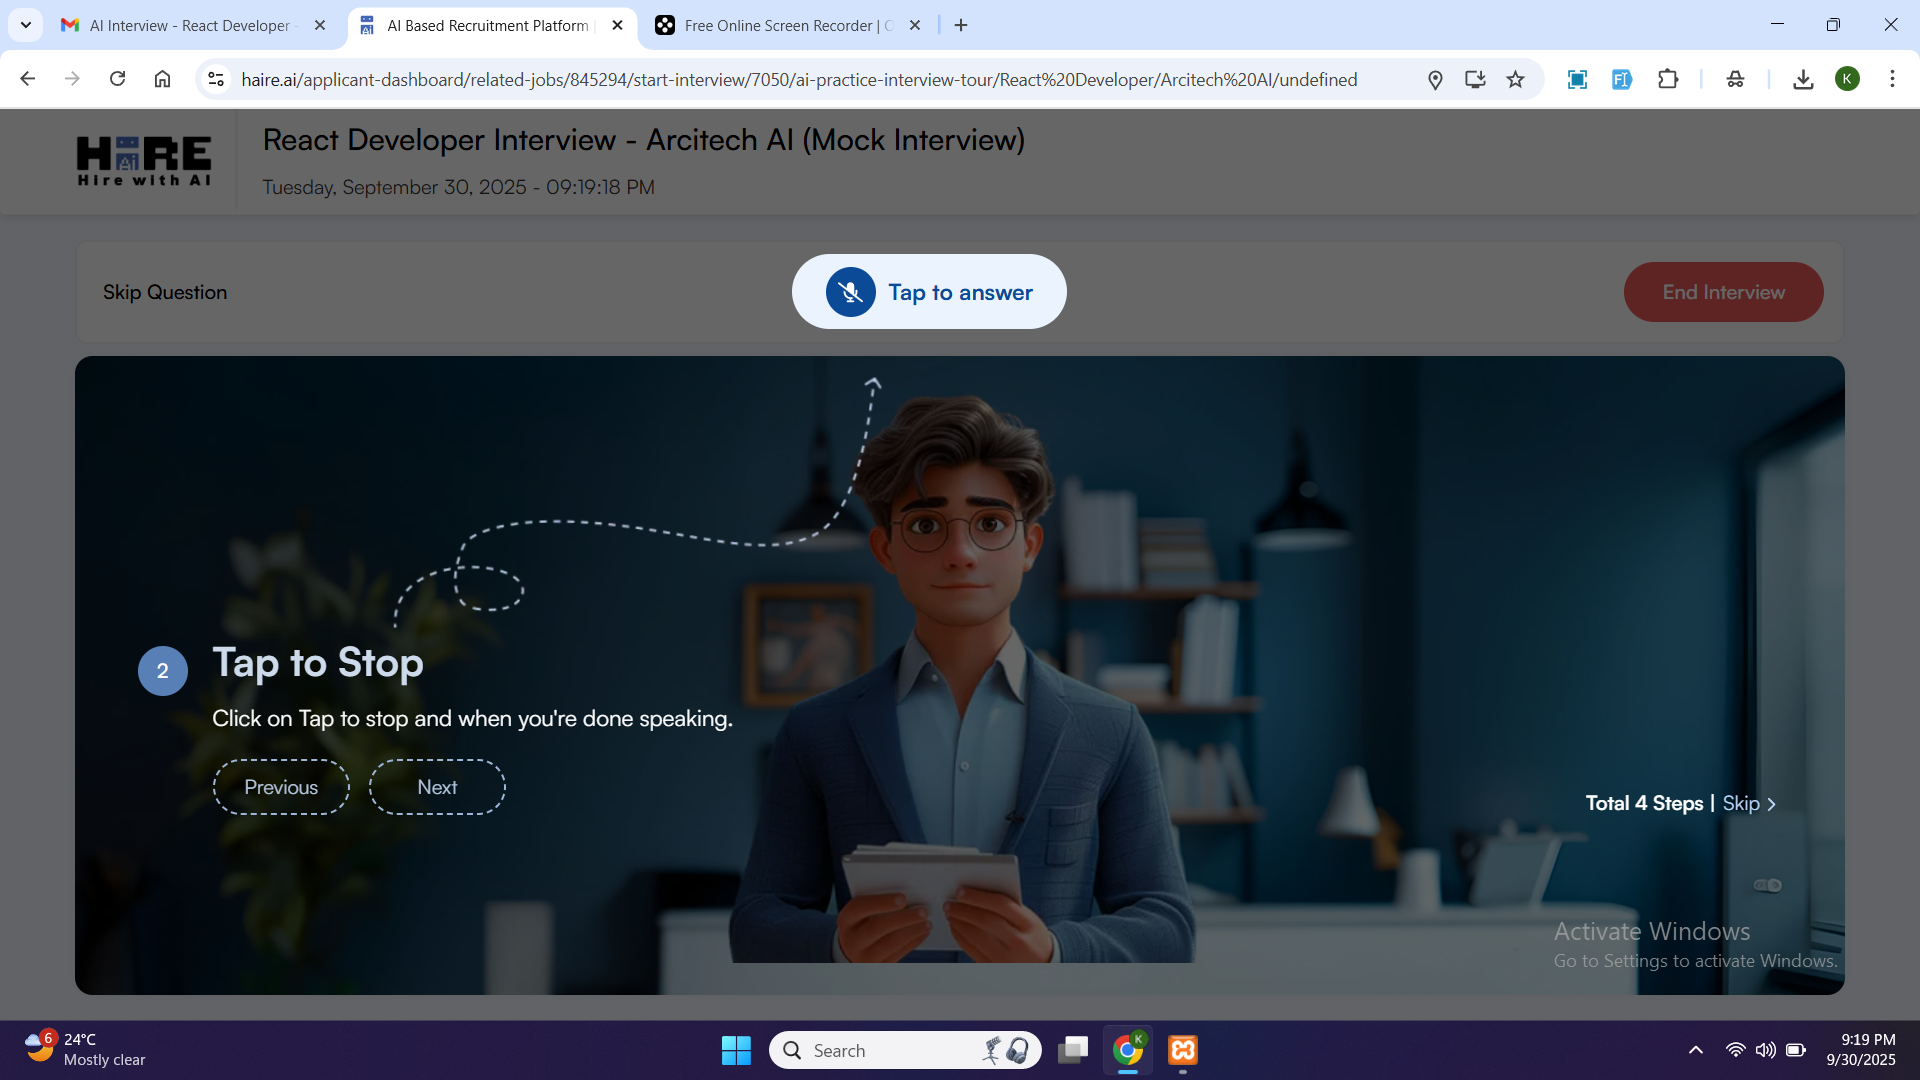 AI Interview - React Developer -
AI Based Recruitment Platform |
Free Online Screen Recorder |
haire.ai/applicant-dashboard/related-jobs/845294/start-interview/7050/ai-practice-interview-tour/React%20Developer/Arcitech%20AI/undefined
K
HAiRE
Hire with AI
React Developer Interview - Arcitech AI (Mock Interview)
Tuesday, September 30, 2025 - 09:19:18 PM
Skip Question
Tap to answer
End Interview
2
Tap to Stop
Click on Tap to stop and when you're done speaking.
Previous
Next
Total 4 Steps | Skip >
Activate Windows
Go to Settings to activate Windows.
6
24°C
Mostly clear
Search
K
9:19 PM
9/30/2025